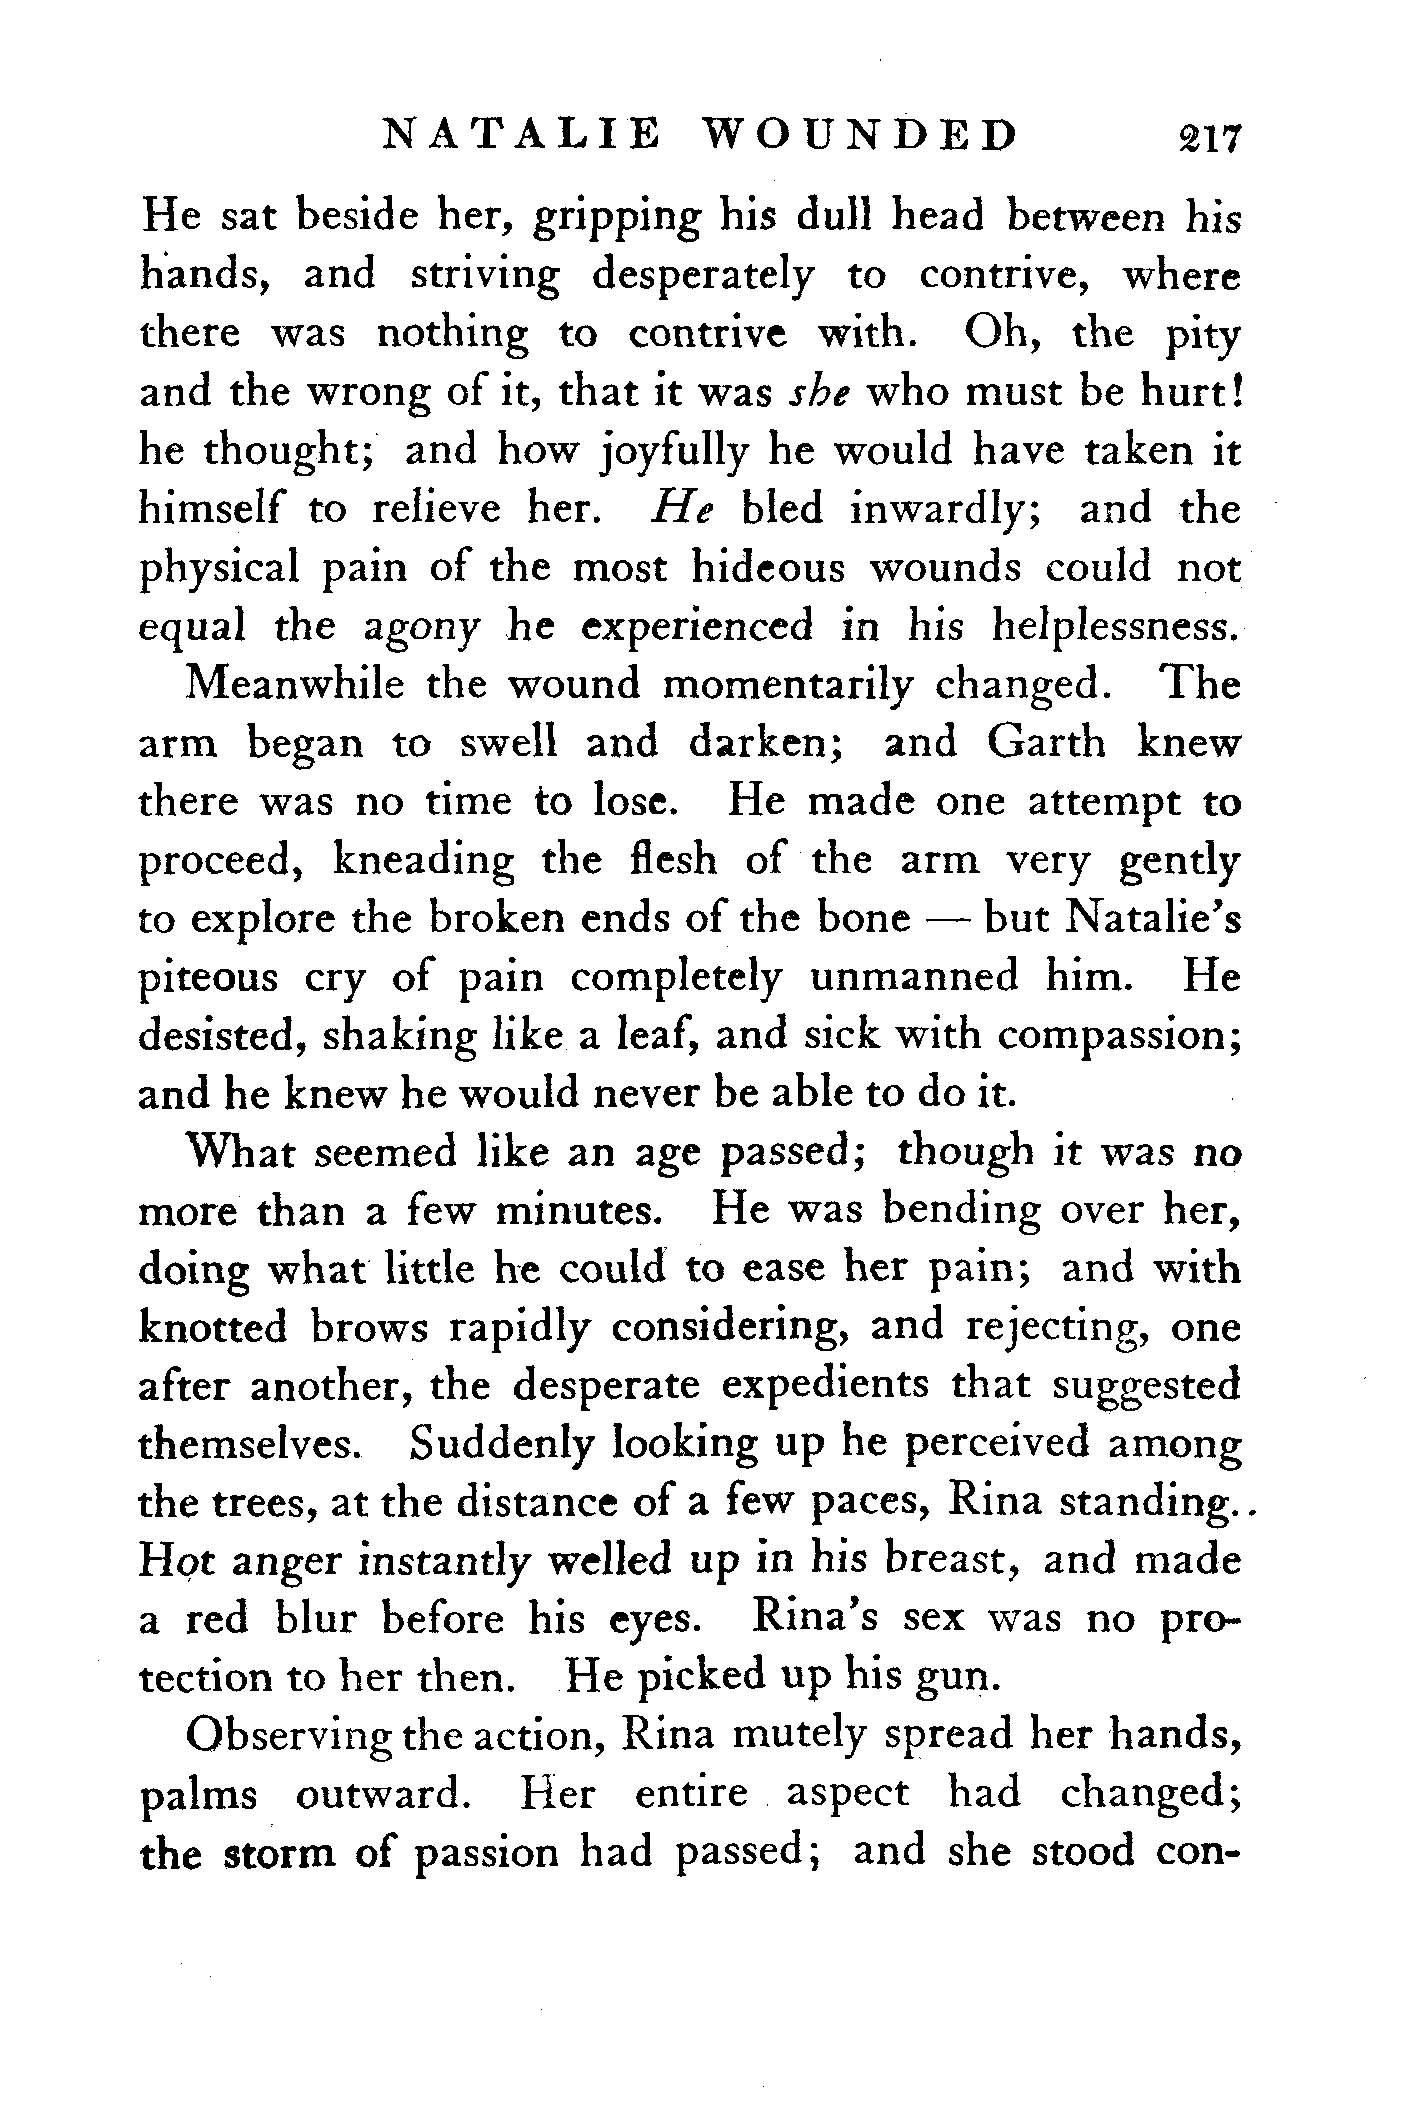 NATALIE WOUNDED 217
He sat beside her, gripping his dull head between his
hands, and striving desperately to contrive, where
there was nothing to contrive with. Oh, the pity
and the wrong of it, that it was she who must be hurt!
he thought; and how joyfully he would have taken it
himself to relieve her. He bled inwardly; and the
physical pain of the most hideous wounds could not
equal the agony he experienced in his helplessness.
Meanwhile the wound momentarily changed. The
arm began to swell and darken; and Garth knew
there was no time to lose. He made one attempt to
proceed, kneading the flesh of the arm very gently
to explore the broken ends of the bone — but Natalie's
piteous cry of pain completely unmanned him. He
desisted, shaking like a leaf, and sick with compassion;
and he knew he would never be able to do it.
What seemed like an age passed; though it was no
more than a few minutes. He was bending over her,
doing what little he could to ease her pain; and with
knotted brows rapidly considering, and rejecting, one
after another, the desperate expedients that suggested
themselves. Suddenly looking up he perceived among
the trees, at the distance of a few paces, Rina standing..
Hot anger instantly welled up in his breast, and made
a red blur before his eyes. Rina's sex was no pro-
tection to her then. He picked up his gun.
Observing the action, Rina mutely spread her hands,
palms outward. Her entire aspect had changed;
the storm of passion had passed; and she stood con-